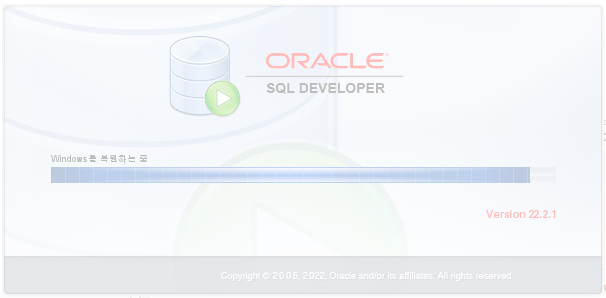 ORACLE
SQL DEVELOPER
Windows를 복원하는 중
Version 22.2.1
Copyright © 2005, 2022, Oracle and/or its affiliates. All rights reserved.